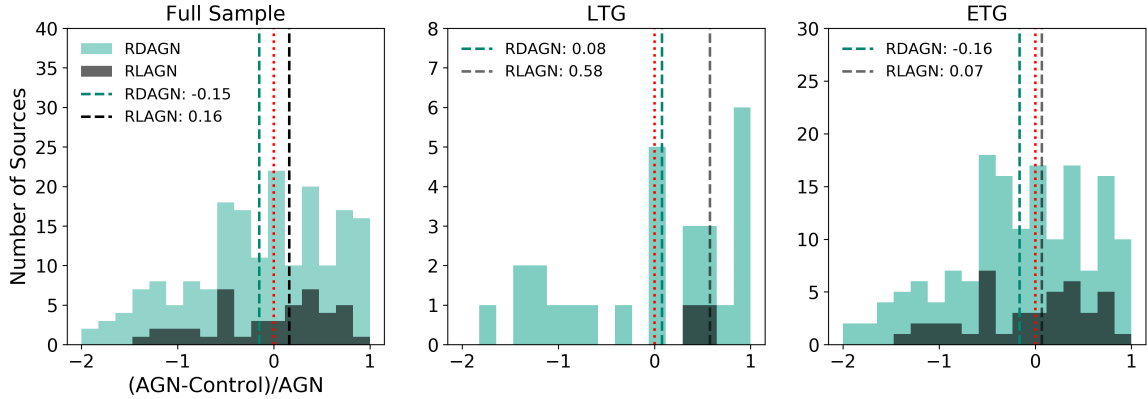 Full Sample
Number of Sources
40
35
30
25
20
15
10
5
0
RDAGN
RLAGN
RDAGN: -0.15
RLAGN: 0.16
−2
−1
0
1
(AGN-Control)/AGN
LTG
8
7
6
5
4
3
2
1
0
RDAGN: 0.08
RLAGN: 0.58
−2
−1
0
1
ETG
30
25
20
15
10
5
0
RDAGN: -0.16
RLAGN: 0.07
−2
−1
0
1